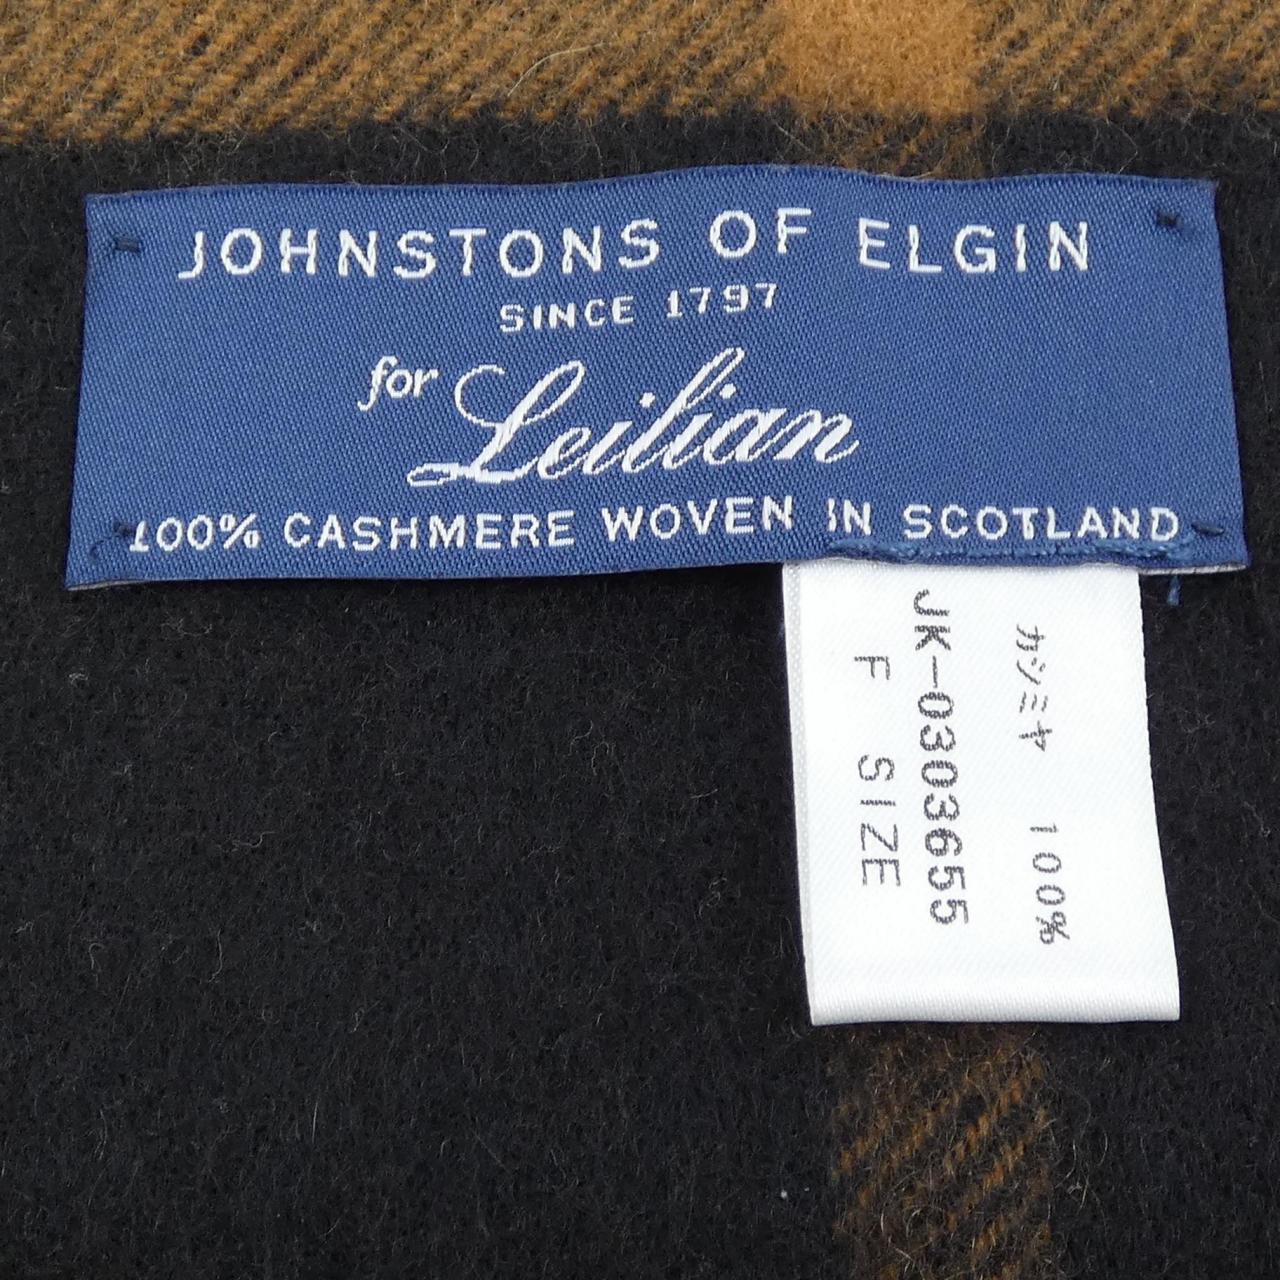 JOHNSTONS OF ELGIN
SINCE 1797
for Leilian
100% CASHMERE WOVEN IN SCOTLAND
カシミヤ 100%
JK-0303655
F SIZE